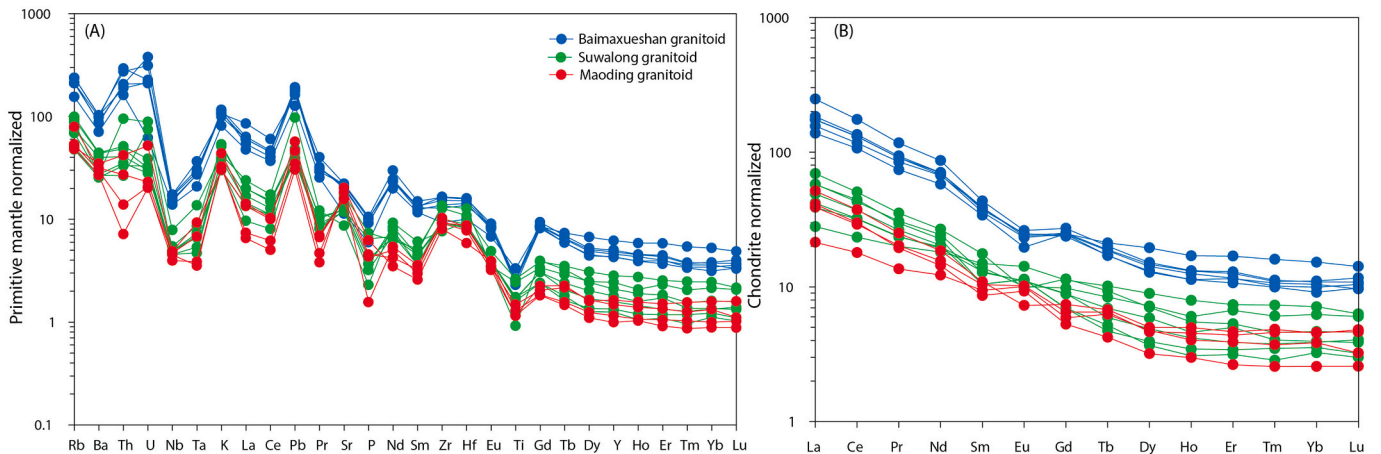 (A)
Primitive mantle normalized
1000
100
10
1
0.1
Baimaxueshan granitoid
Suwalong granitoid
Maoding granitoid
Rb Ba Th U Nb Ta K La Ce Pb Pr Sr P Nd Sm Zr Hf Eu Ti Gd Tb Dy Y Ho Er Tm Yb Lu
(B)
Chondrite normalized
1000
100
10
1
La Ce Pr Nd Sm Eu Gd Tb Dy Ho Er Tm Yb Lu